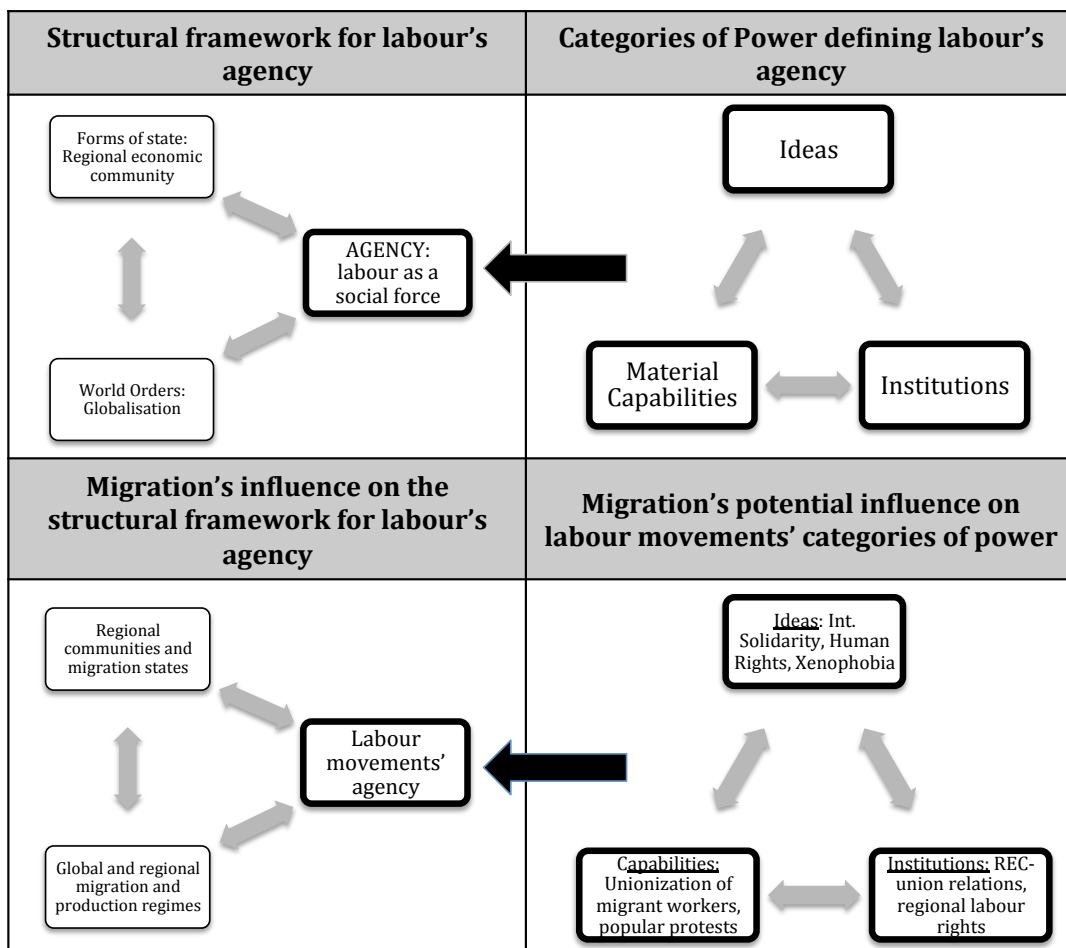 Structural framework for labour’s
agency
Categories of Power defining labour’s
agency
Forms of state:
Regional economic
community
AGENCY:
labour as a
social force
World Orders:
Globalisation
Ideas
Material
Capabilities
Institutions
Migration’s influence on the
structural framework for labour’s
agency
Migration’s potential influence on
labour movements’ categories of power
Regional
communities and
migration states
Labour
movements’
agency
Global and regional
migration and
production regimes
Ideas: Int.
Solidarity, Human
Rights, Xenophobia
Capabilities:
Unionization of
migrant workers,
popular protests
Institutions: REC-
union relations,
regional labour
rights